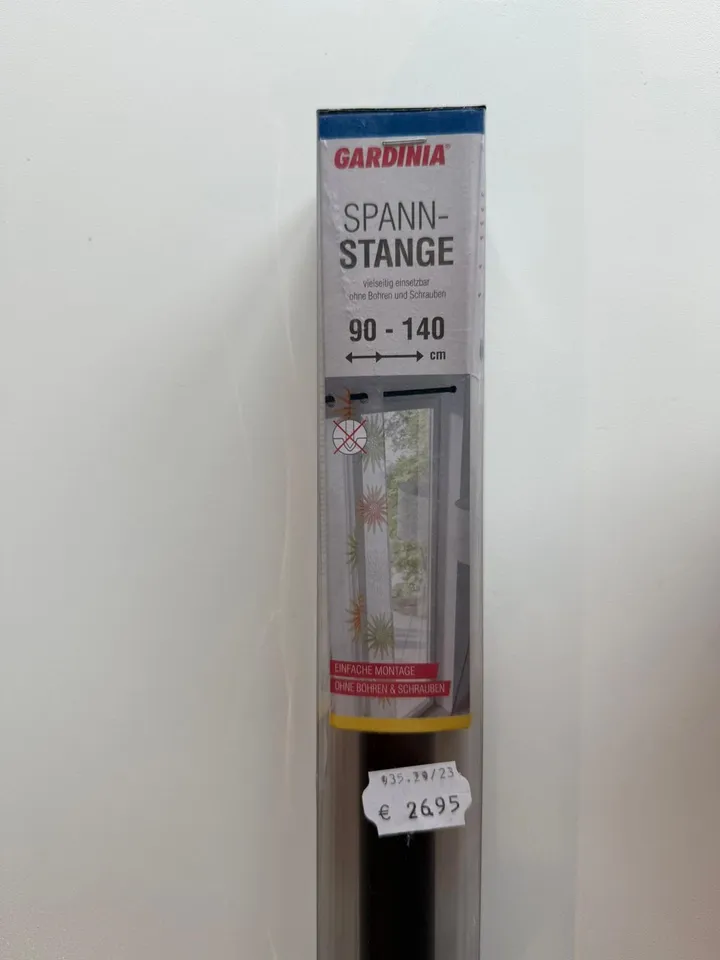 GARDINIA®
SPANN-
STANGE
vielseitig einsetzbar
ohne Bohren und Schrauben
90 - 140
cm
EINFACHE MONTAGE
OHNE BOHREN & SCHRAUBEN
€ 26.95